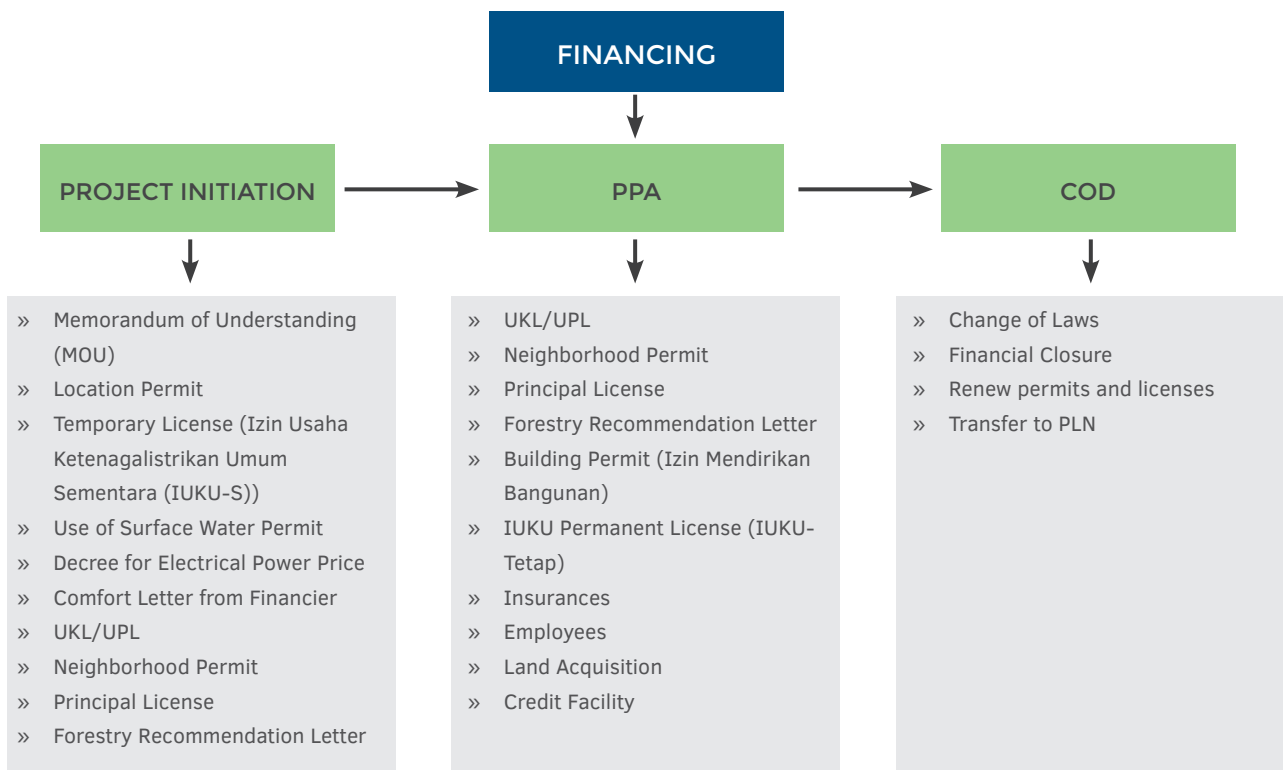 FINANCING
PROJECT INITIATION
PPA
COD
» Memorandum of Understanding
(MOU)
» Location Permit
» Temporary License (Izin Usaha
Ketenagalistrikan Umum
Sementara (IUKU-S))
» Use of Surface Water Permit
» Decree for Electrical Power Price
» Comfort Letter from Financier
» UKL/UPL
» Neighborhood Permit
» Principal License
» Forestry Recommendation Letter
» UKL/UPL
» Neighborhood Permit
» Principal License
» Forestry Recommendation Letter
» Building Permit (Izin Mendirikan
Bangunan)
» IUKU Permanent License (IUKU-
Tetap)
» Insurances
» Employees
» Land Acquisition
» Credit Facility
» Change of Laws
» Financial Closure
» Renew permits and licenses
» Transfer to PLN